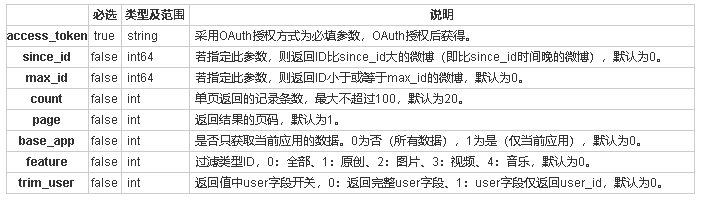 必选 类型及范围 说明
access_token true string 采用OAuth授权方式为必填参数，OAuth授权后获得。
since_id false int64 若指定此参数，则返回ID比since_id大的微博（即比since_id时间晚的微博），默认为0。
max_id false int64 若指定此参数，则返回ID小于或等于max_id的微博，默认为0。
count false int 单页返回的记录条数，最大不超过100，默认为20。
page false int 返回结果的页码，默认为1。
base_app false int 是否只获取当前应用的数据。0为否（所有数据），1为是（仅当前应用），默认为0。
feature false int 过滤类型ID，0：全部、1：原创、2：图片、3：视频、4：音乐，默认为0。
trim_user false int 返回值中user字段开关，0：返回完整user字段、1：user字段仅返回user_id，默认为0。